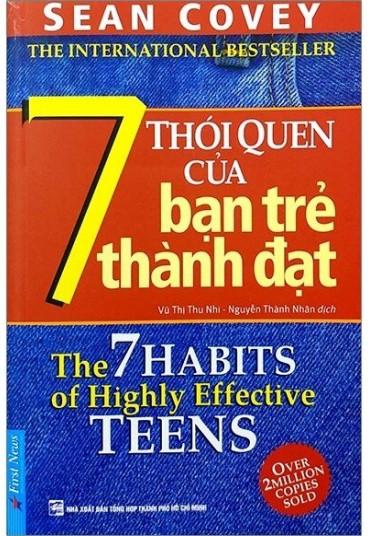 SEAN COVEY
THE INTERNATIONAL BESTSELLER
7
THÓI QUEN
CỦA
bạn trẻ
thành đạt
Vũ Thị Thu Nhi - Nguyễn Thành Nhân dịch
The 7 HABITS
of Highly Effective
TEENS
OVER
2 MILLION
COPIES
SOLD
First News
NHÀ XUẤT BẢN TỔNG HỢP THÀNH PHỐ HỒ CHÍ MINH